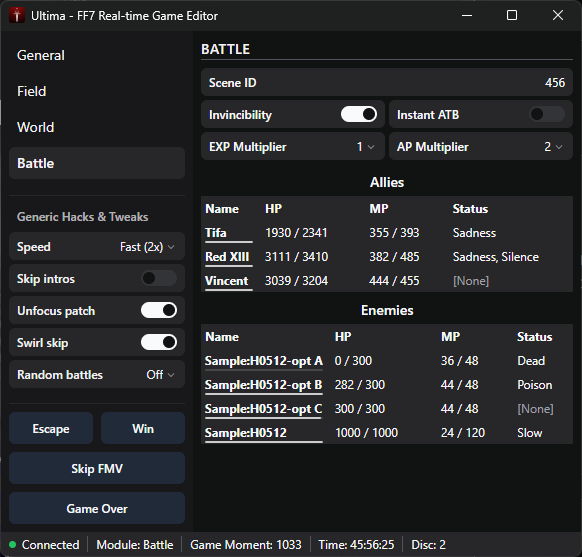 Ultima - FF7 Real-time Game Editor
General
Field
World
Battle
Generic Hacks & Tweaks
Speed Fast (2x)
Skip intros
Unfocus patch
Swirl skip
Random battles Off
Escape Win
Skip FMV
Game Over
BATTLE
Scene ID 456
Invincibility Instant ATB
EXP Multiplier 1 AP Multiplier 2
Allies
Name HP MP Status
Tifa 1930 / 2341 355 / 393 Sadness
Red XIII 3111 / 3410 382 / 485 Sadness, Silence
Vincent 3039 / 3204 444 / 455 [None]
Enemies
Name HP MP Status
Sample:H0512-opt A 0 / 300 36 / 48 Dead
Sample:H0512-opt B 282 / 300 44 / 48 Poison
Sample:H0512-opt C 300 / 300 44 / 48 [None]
Sample:H0512 1000 / 1000 24 / 120 Slow
Connected Module: Battle Game Moment: 1033 Time: 45:56:25 Disc: 2